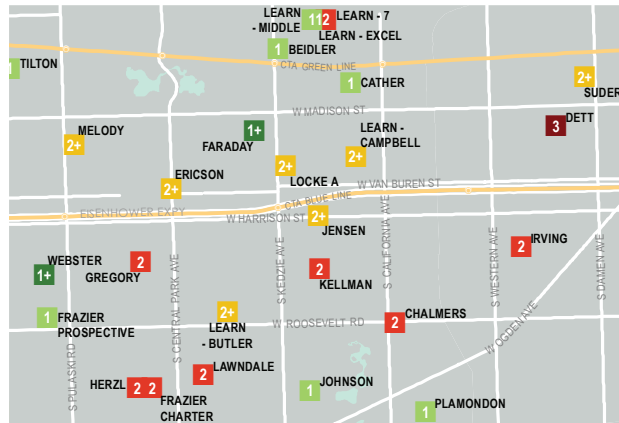 LEARN
- MIDDLE
11
2
LEARN - 7
LEARN - EXCEL
1
BEIDLER
CTA GREEN LINE
TILTON
1
CATHER
2+
SUDER
W MADISON ST
MELODY
2+
FARADAY
1+
LEARN -
CAMPBELL
2+
3
DETT
ERICSON
2+
2+
LOCKE A
W VAN BUREN ST
CTA BLUE LINE
EISENHOWER EXPY
W HARRISON ST
2+
JENSEN
S CALIFORNIA AVE
S WESTERN AVE
S DAMEN AVE
S KEDZIE AVE
S CENTRAL PARK AVE
S PULASKI RD
2
IRVING
WEBSTER
1+
GREGORY
2
2
KELLMAN
1
FRAZIER
PROSPECTIVE
2+
LEARN
- BUTLER
W ROOSEVELT RD
2
CHALMERS
W OGDEN AVE
HERZL
2
2
FRAZIER
CHARTER
2
LAWNDALE
1
JOHNSON
1
PLAMONDON